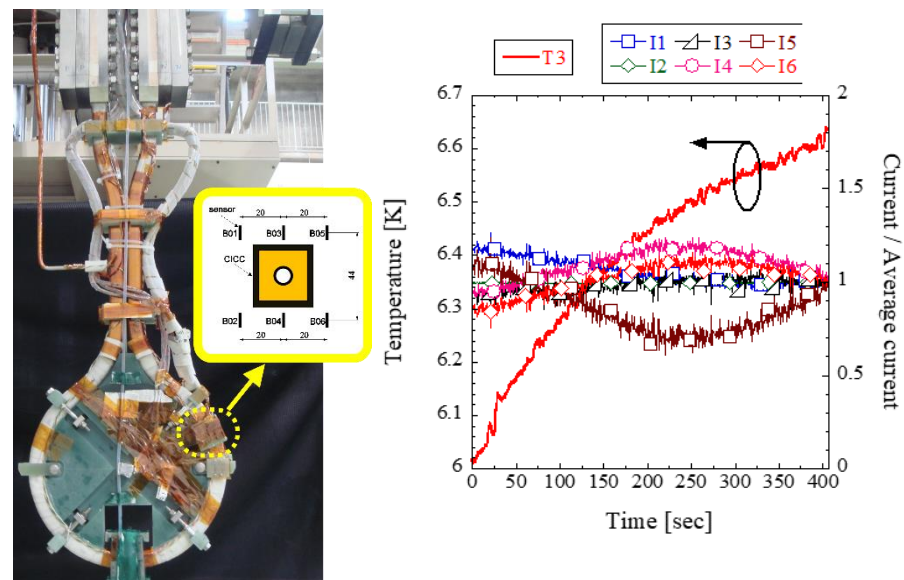 sensor
20
20
B01
B03
B05
CICC
44
B02
B04
B06
20
20
T3
I1
I3
I5
I2
I4
I6
6.7
6.6
6.5
6.4
6.3
6.2
6.1
6
Temperature [K]
2
1.5
1
0.5
0
Current / Average current
0
50
100
150
200
250
300
350
400
Time [sec]